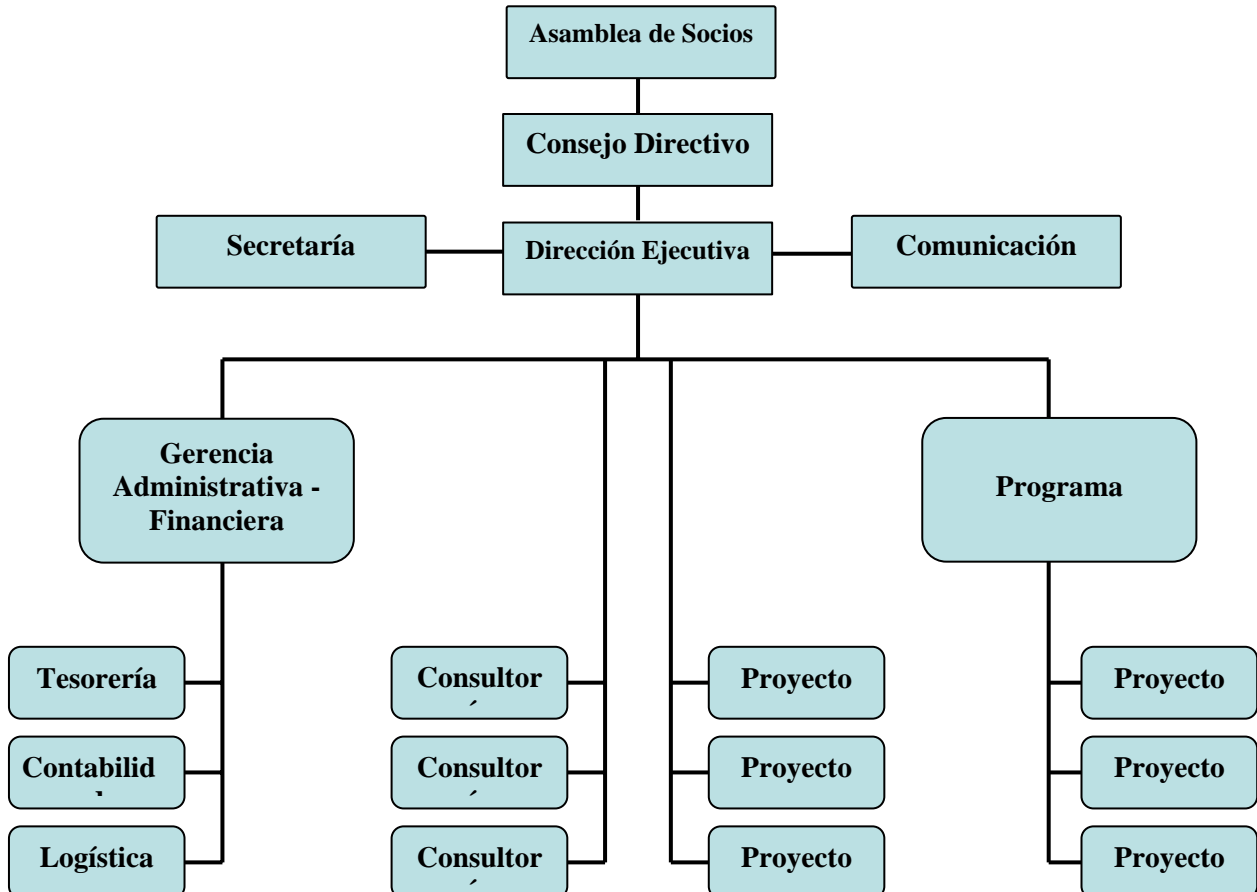 Asamblea de Socios
Consejo Directivo
Secretaría
Dirección Ejecutiva
Comunicación
Gerencia
Administrativa -
Financiera
Programa
Tesorería
Consultor
Proyecto
Proyecto
Contabilid
Consultor
Proyecto
Proyecto
Logística
Consultor
Proyecto
Proyecto